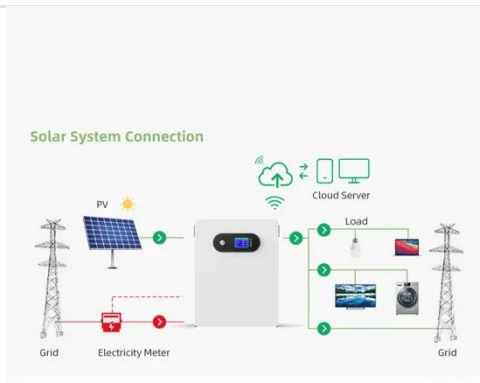 Solar System Connection
Cloud Server
PV
Load
Grid
Electricity Meter
Grid